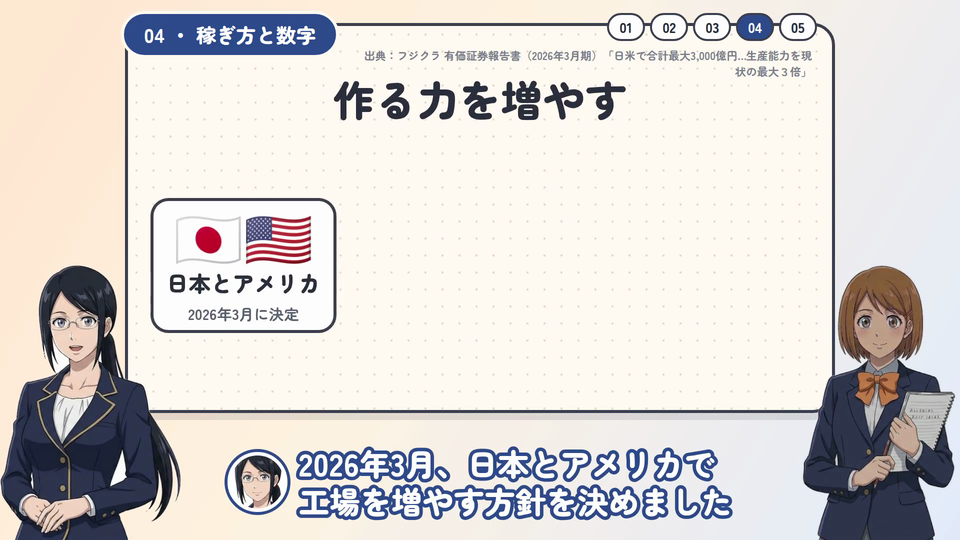 04 ・ 稼ぎ方と数字
01 02 03 04 05
出典：フジクラ 有価証券報告書（2026年3月期）「日米で合計最大3,000億円…生産能力を現
状の最大３倍」
作る力を増やす
日本とアメリカ
2026年3月に決定
2026年3月、日本とアメリカで
工場を増やす方針を決めました